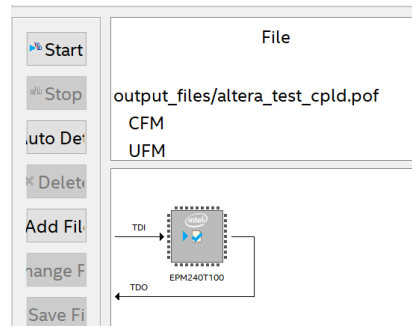 Start
Stop
uto De
Delet
Add Fil
hange F
Save Fi
File
output_files/altera_test_cpld.pof
CFM
UFM
TDI
intel
EPM240T100
TDO